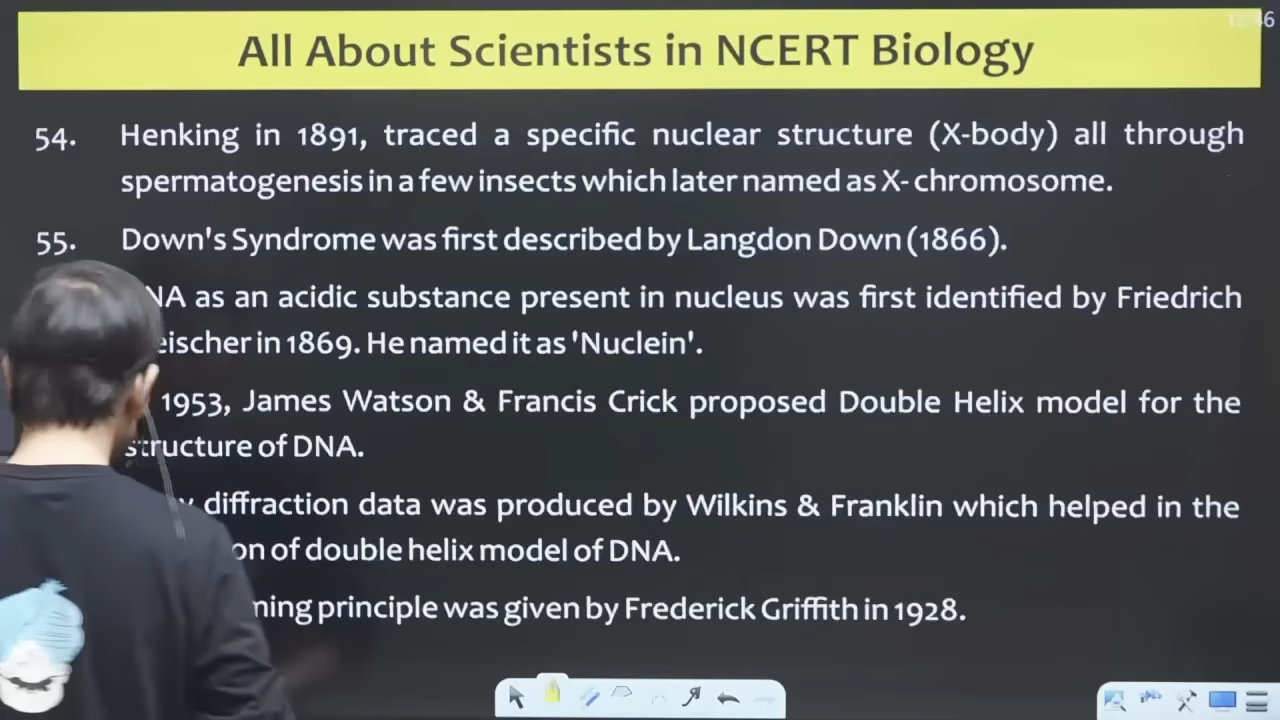 All About Scientists in NCERT Biology
54. Henking in 1891, traced a specific nuclear structure (X-body) all through
spermatogenesis in a few insects which later named as X- chromosome.
55. Down's Syndrome was first described by Langdon Down (1866).
as an acidic substance present in nucleus was first identified by Friedrich
in 1869. He named it as 'Nuclein'.
1953, James Watson & Francis Crick proposed Double Helix model for the
structure of DNA.
diffraction data was produced by Wilkins & Franklin which helped in the
of double helix model of DNA.
principle was given by Frederick Griffith in 1928.